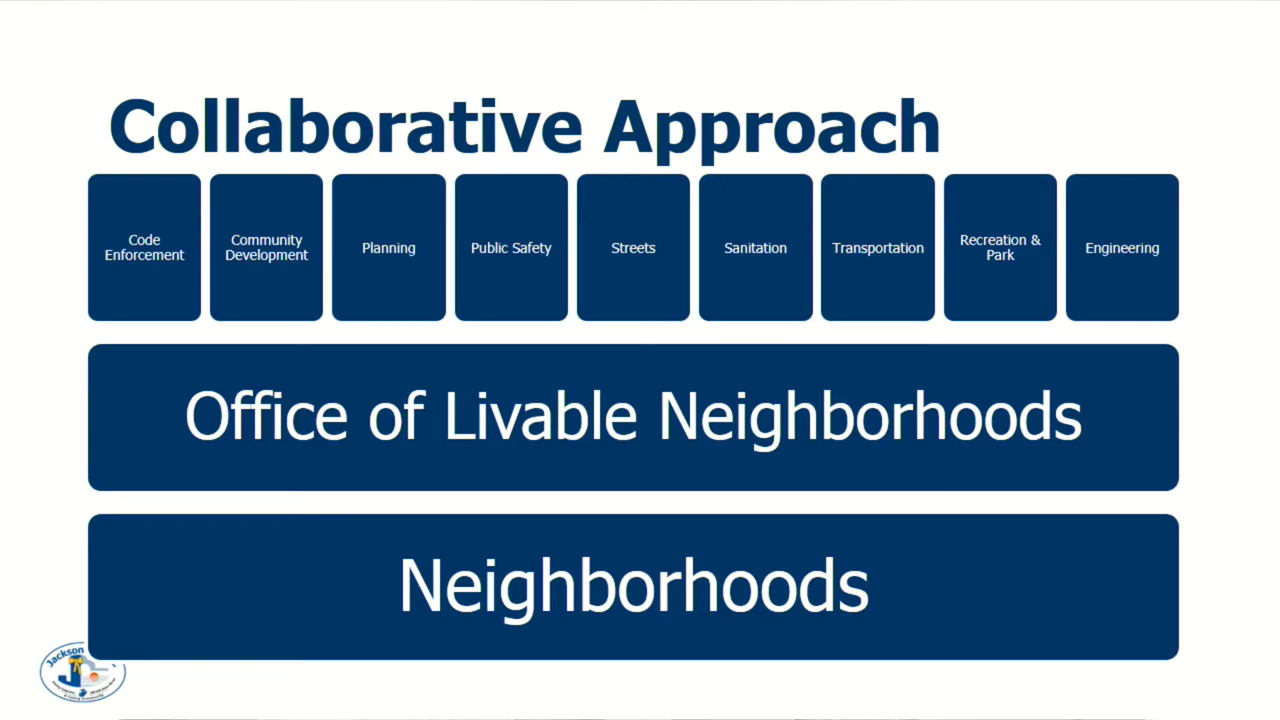 Collaborative Approach
Code
Enforcement
Community
Development
Planning
Public Safety
Streets
Sanitation
Transportation
Recreation &
Park
Engineering
Office of Livable Neighborhoods
Neighborhoods
Jackson